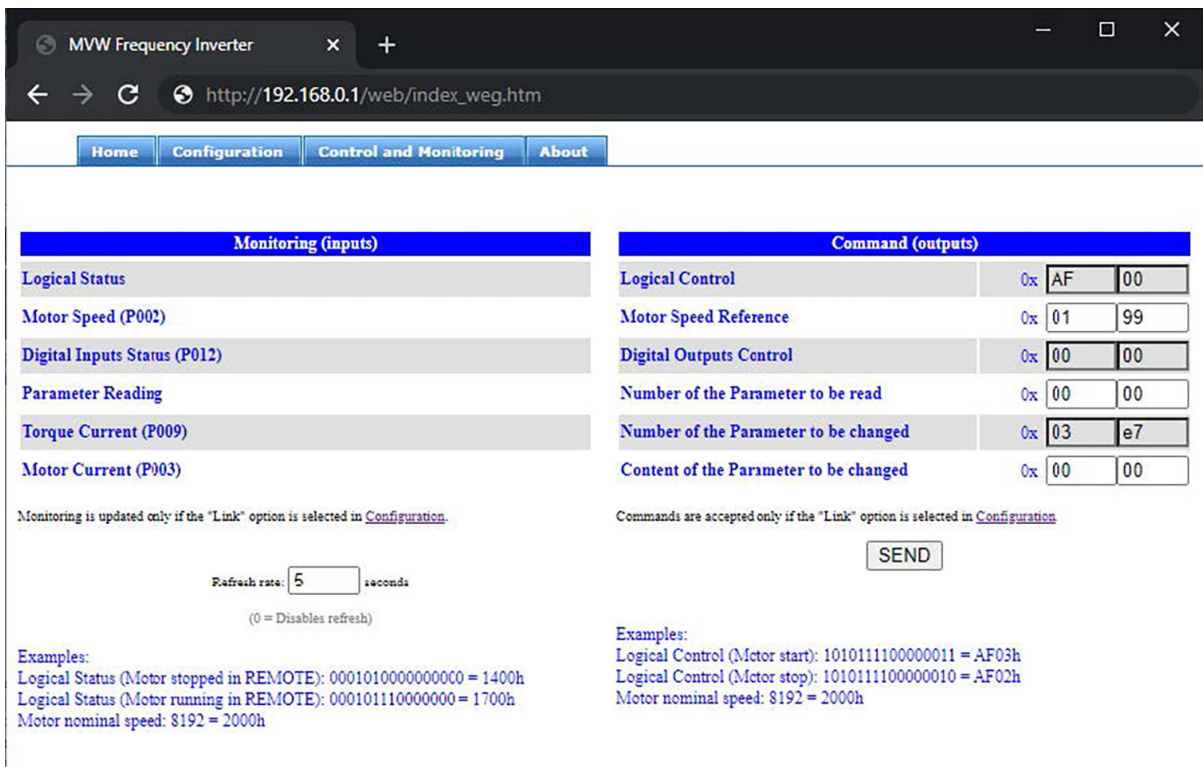 MVW Frequency Inverter
http://192.168.0.1/web/index_weg.htm
Home Configuration Control and Monitoring About
Monitoring (inputs)
Logical Status
Motor Speed (P002)
Digital Inputs Status (P012)
Parameter Reading
Torque Current (P009)
Motor Current (P003)
Monitoring is updated only if the "Link" option is selected in Configuration.
Refresh rate: 5 seconds
(0 = Disables refresh)
Examples:
Logical Status (Motor stopped in REMOTE): 0001010000000000 = 1400h
Logical Status (Motor running in REMOTE): 000101110000000 = 1700h
Motor nominal speed: 8192 = 2000h
Command (outputs)
Logical Control 0x AF 00
Motor Speed Reference 0x 01 99
Digital Outputs Control 0x 00 00
Number of the Parameter to be read 0x 00 00
Number of the Parameter to be changed 0x 03 e7
Content of the Parameter to be changed 0x 00 00
Commands are accepted only if the "Link" option is selected in Configuration
SEND
Examples:
Logical Control (Motor start): 1010111100000011 = AF03h
Logical Control (Motor stop): 1010111100000010 = AF02h
Motor nominal speed: 8192 = 2000h